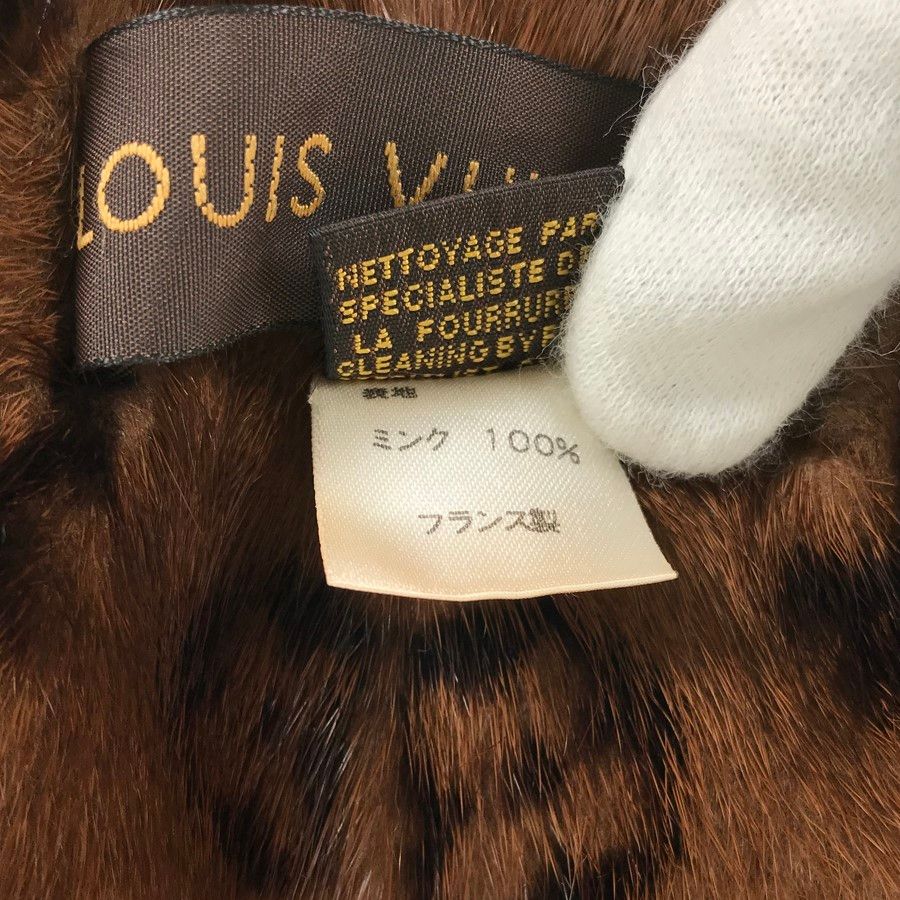 LOUIS
NETTOYAGE PAR
SPECIALISTE DE
LA FOURRURE
CLEANING BY
ミンク 100%
フランス製